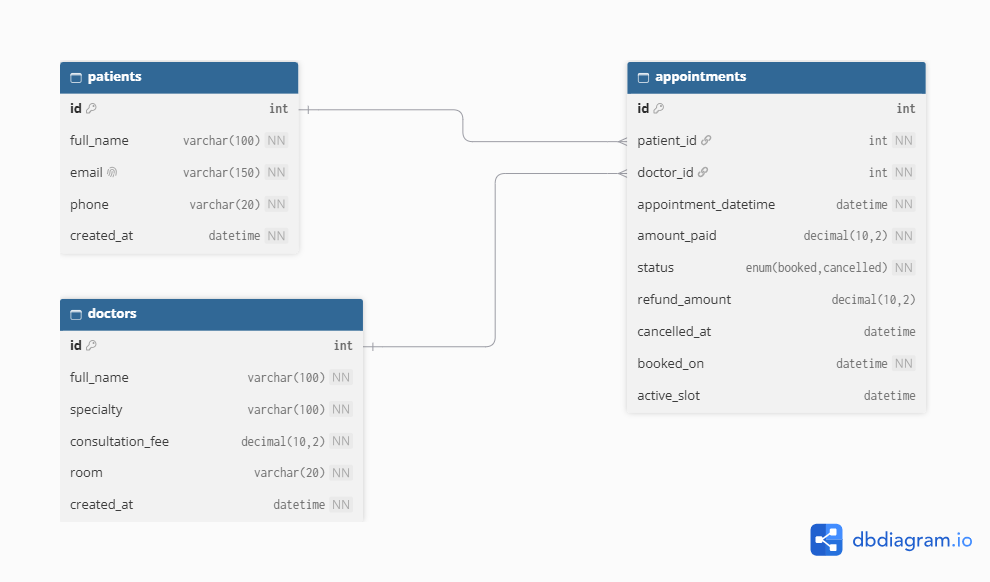 patients
id int
full_name varchar(100) NN
email varchar(150) NN
phone varchar(20) NN
created_at datetime NN
doctors
id int
full_name varchar(100) NN
specialty varchar(100) NN
consultation_fee decimal(10,2) NN
room varchar(20) NN
created_at datetime NN
appointments
id int
patient_id int NN
doctor_id int NN
appointment_datetime datetime NN
amount_paid decimal(10,2) NN
status enum(booked,cancelled) NN
refund_amount decimal(10,2)
cancelled_at datetime
booked_on datetime NN
active_slot datetime
dbdiagram.io